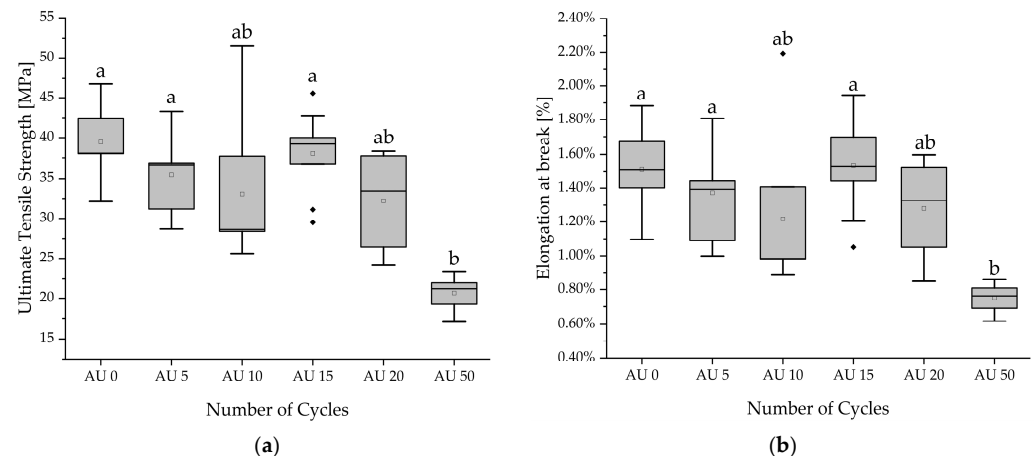 55
50
45
40
35
30
25
20
15
Ultimate Tensile Strength [MPa]
a
a
ab
a
ab
b
AU 0 AU 5 AU 10 AU 15 AU 20 AU 50
Number of Cycles
(a)
2.40%
2.20%
2.00%
1.80%
1.60%
1.40%
1.20%
1.00%
0.80%
0.60%
0.40%
Elongation at break [%]
a
a
ab
a
ab
b
AU 0 AU 5 AU 10 AU 15 AU 20 AU 50
Number of Cycles
(b)